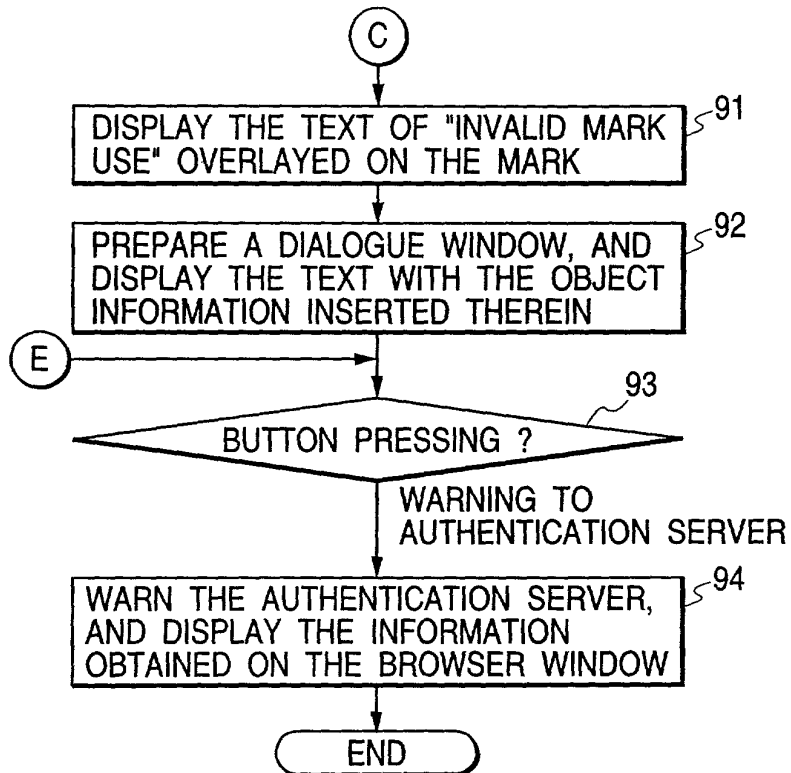 C
91
DISPLAY THE TEXT OF "INVALID MARK
USE" OVERLAYED ON THE MARK
92
PREPARE A DIALOGUE WINDOW, AND
DISPLAY THE TEXT WITH THE OBJECT
INFORMATION INSERTED THEREIN
E
93
BUTTON PRESSING ?
WARNING TO
AUTHENTICATION SERVER
94
WARN THE AUTHENTICATION SERVER,
AND DISPLAY THE INFORMATION
OBTAINED ON THE BROWSER WINDOW
END